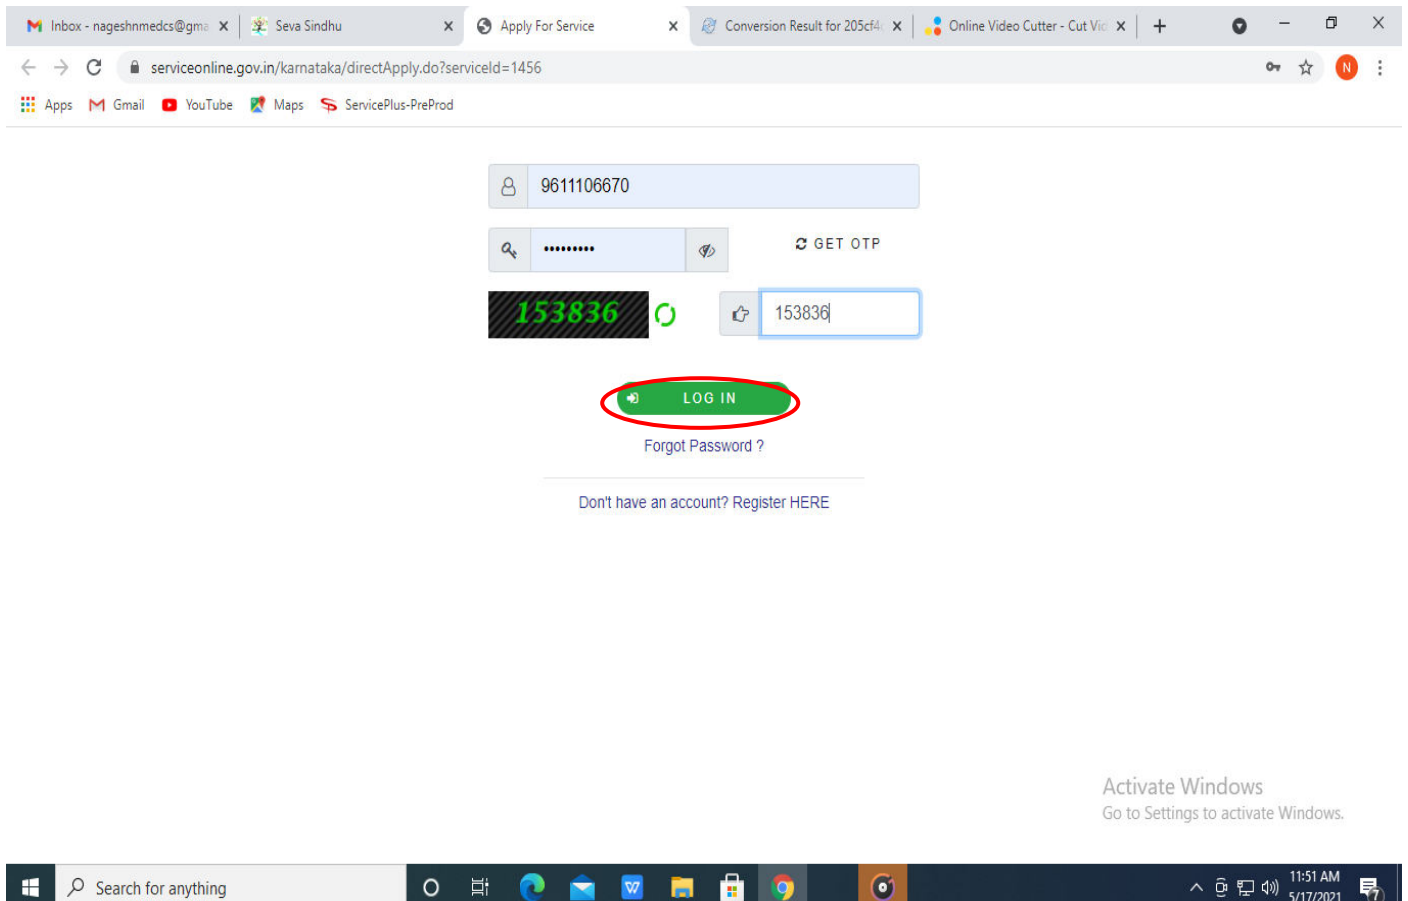 Inbox - nageshnmedcs@gma
Seva Sindhu
Apply For Service
Conversion Result for 205cf4
Online Video Cutter - Cut Vid
serviceonline.gov.in/karnataka/directApply.do?serviceId=1456
N
Apps
Gmail
YouTube
Maps
ServicePlus-PreProd
9611106670
GET OTP
153836
153836
LOG IN
Forgot Password ?
Don't have an account? Register HERE
Activate Windows
Go to Settings to activate Windows.
Search for anything
11:51 AM
5/17/2021